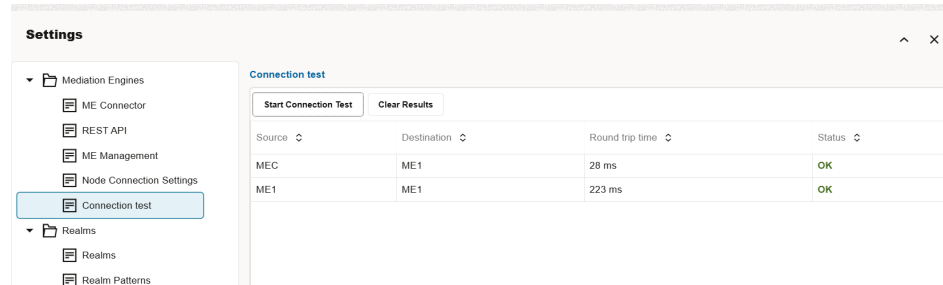 Settings
Mediation Engines
ME Connector
REST API
ME Management
Node Connection Settings
Connection test
Realms
Realms
Realm Patterns
Connection test
Start Connection Test Clear Results
Source Destination Round trip time Status
MEC ME1 28 ms OK
ME1 ME1 223 ms OK